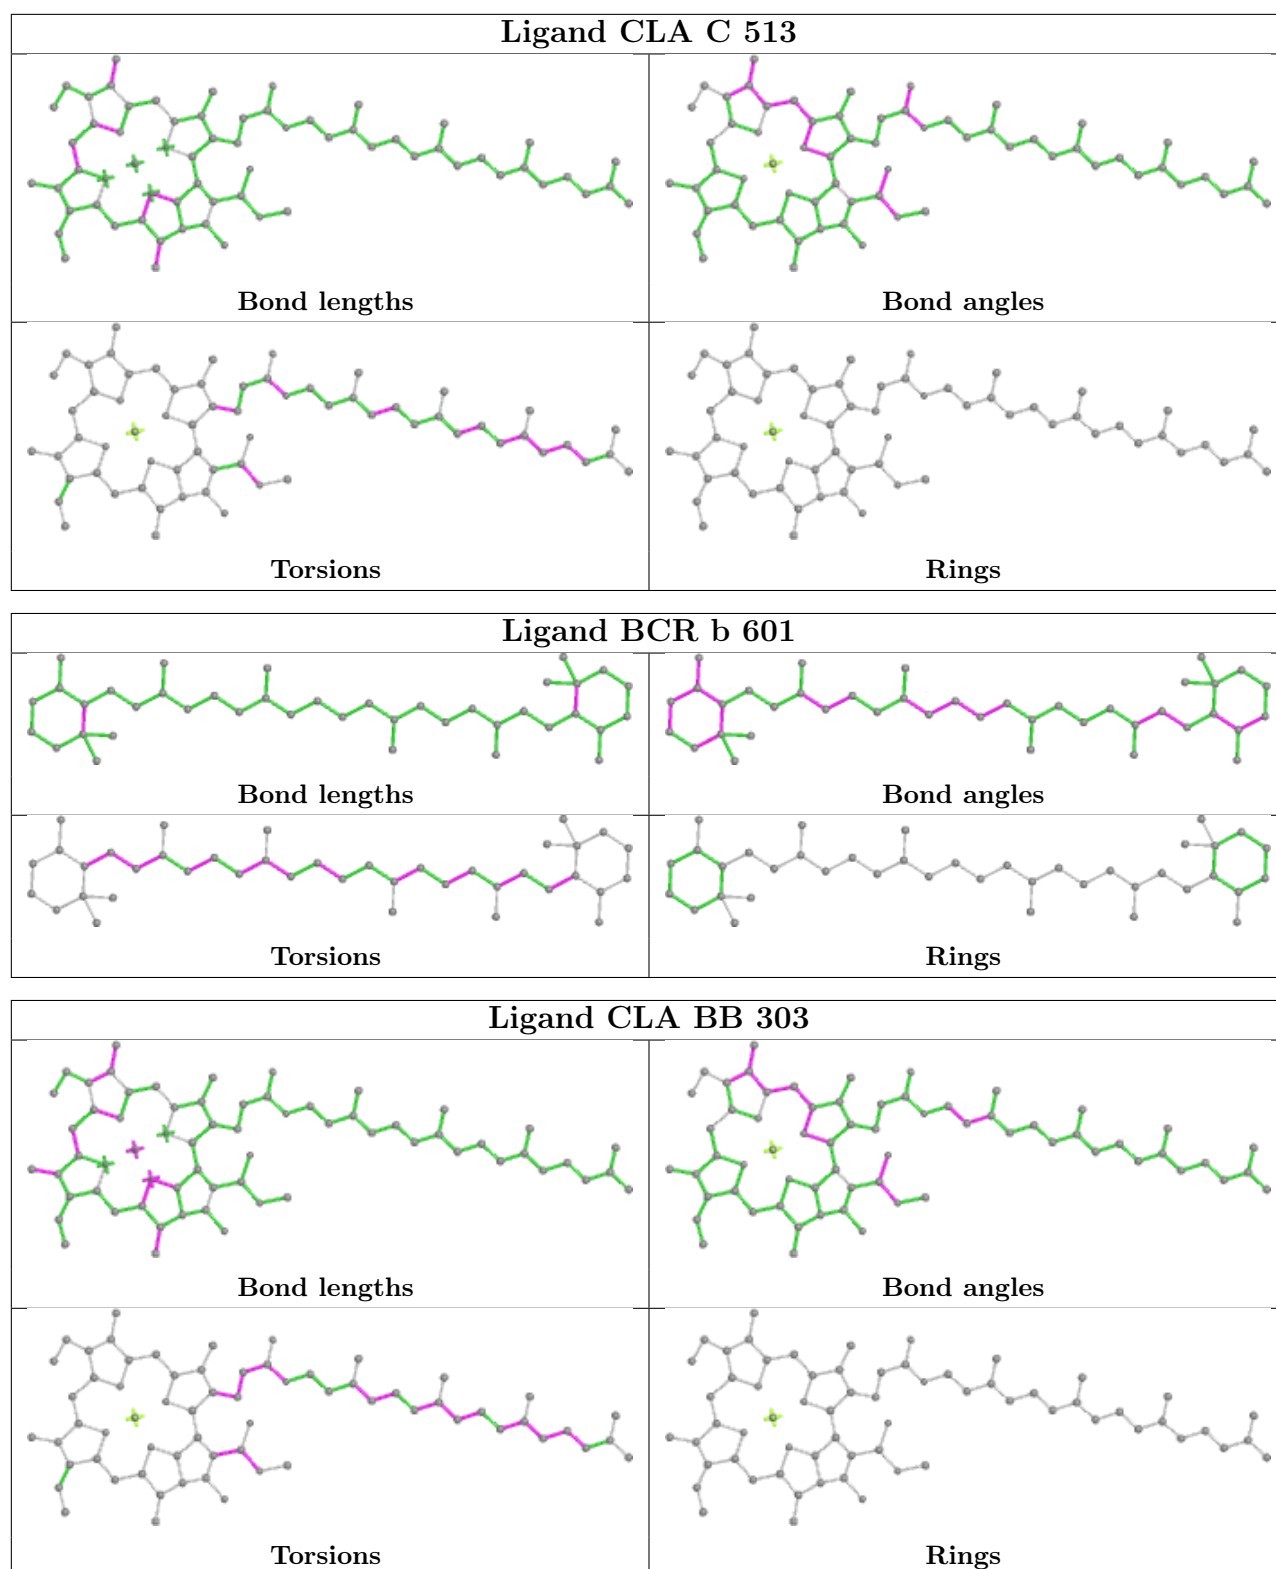 Ligand CLA C 513
Bond lengths
Bond angles
Torsions
Rings
Ligand BCR b 601
Bond lengths
Bond angles
Torsions
Rings
Ligand CLA BB 303
Bond lengths
Bond angles
Torsions
Rings